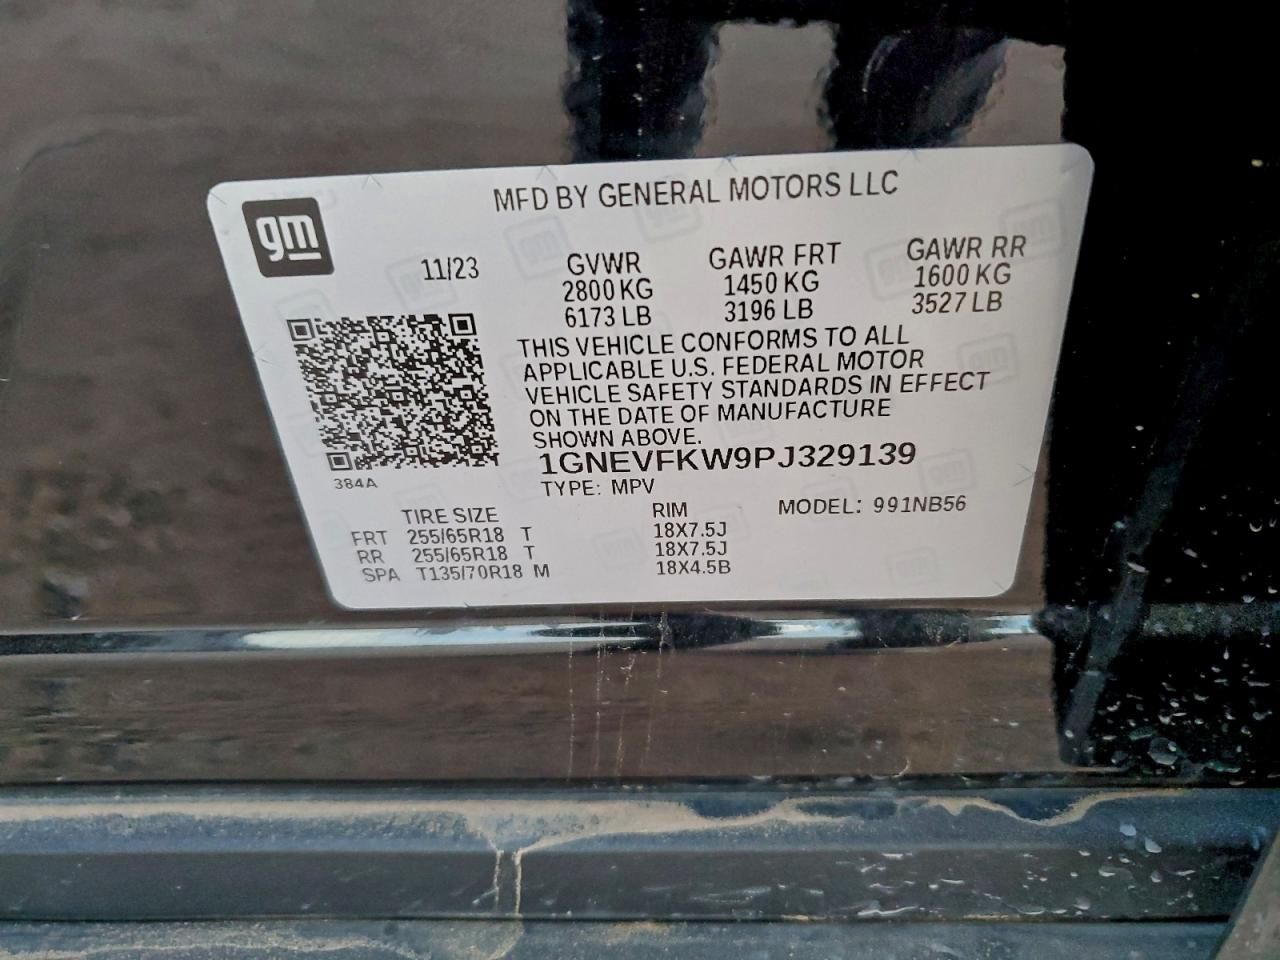 gm
MFD BY GENERAL MOTORS LLC
11/23
GVWR
2800 KG
6173 LB
GAWR FRT
1450 KG
3196 LB
GAWR RR
1600 KG
3527 LB
THIS VEHICLE CONFORMS TO ALL
APPLICABLE U.S. FEDERAL MOTOR
VEHICLE SAFETY STANDARDS IN EFFECT
ON THE DATE OF MANUFACTURE
SHOWN ABOVE.
1GNEVFKW9PJ329139
384A
TYPE: MPV
MODEL: 991NB56
TIRE SIZE RIM
FRT 255/65R18 T 18X7.5J
RR 255/65R18 T 18X7.5J
SPA T135/70R18 M 18X4.5B